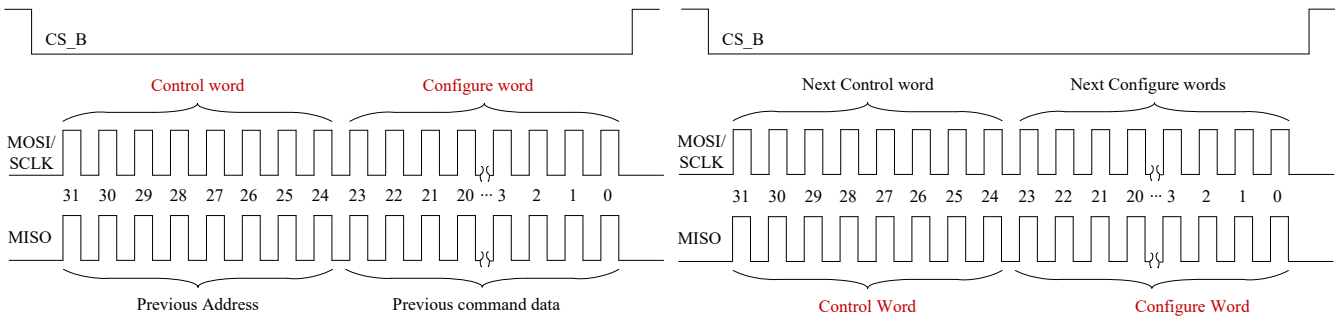 CS_B
Control word
Configure word
MOSI/
SCLK
31 30 29 28 27 26 25 24 23 22 21 20 ··· 3 2 1 0
MISO
Previous Address
Previous command data
CS_B
Next Control word
Next Configure words
MOSI/
SCLK
31 30 29 28 27 26 25 24 23 22 21 20 ··· 3 2 1 0
MISO
Control Word
Configure Word